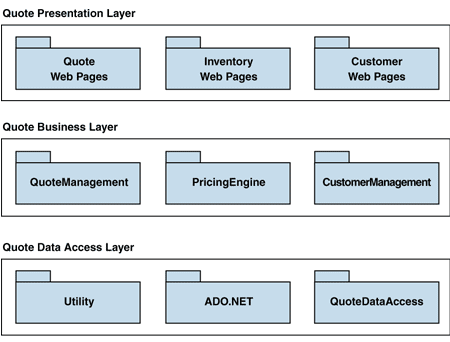 Quote Presentation Layer
Quote
Web Pages
Inventory
Web Pages
Customer
Web Pages
Quote Business Layer
QuoteManagement
PricingEngine
CustomerManagement
Quote Data Access Layer
Utility
ADO.NET
QuoteDataAccess